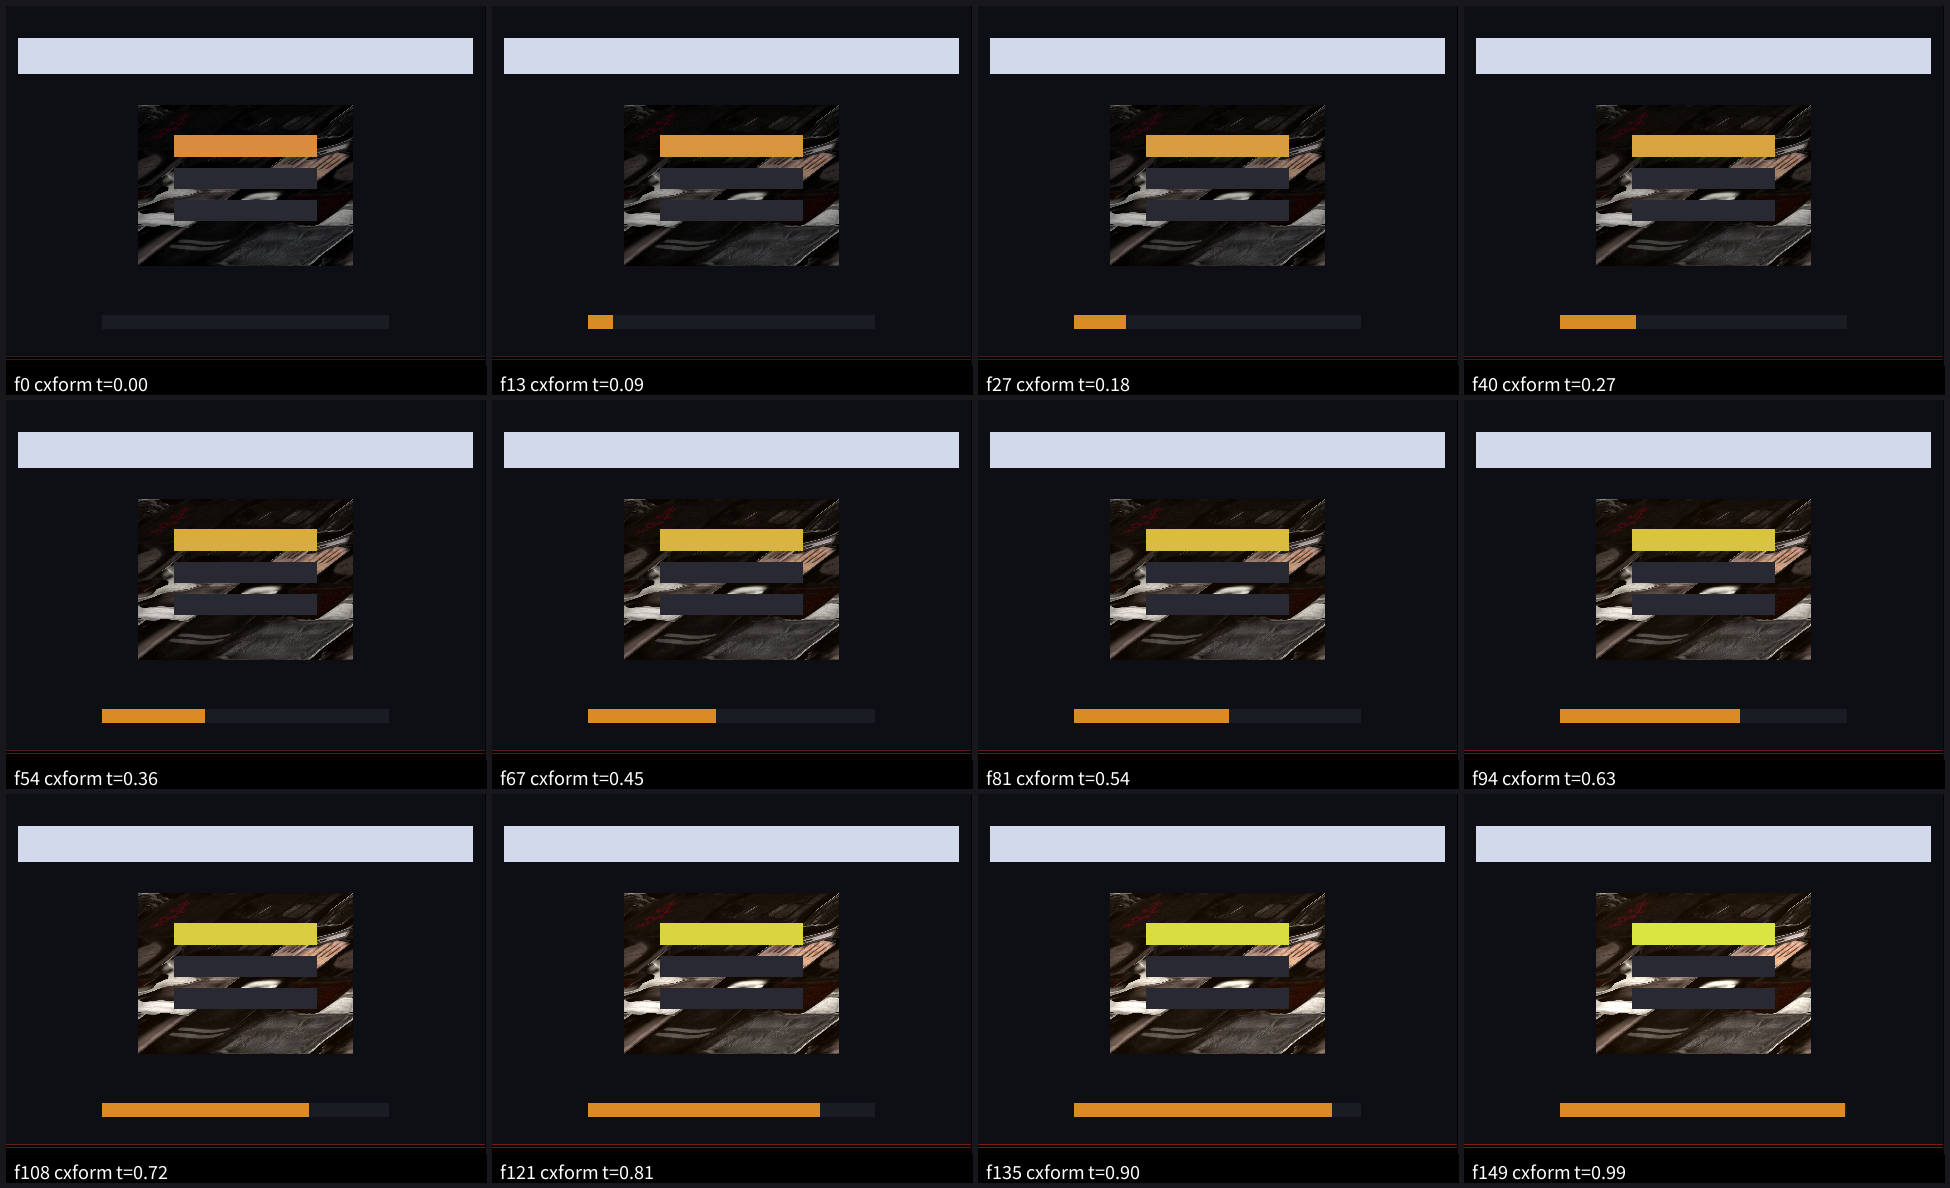 f0 cxform t=0.00
f13 cxform t=0.09
f27 cxform t=0.18
f40 cxform t=0.27
f54 cxform t=0.36
f67 cxform t=0.45
f81 cxform t=0.54
f94 cxform t=0.63
f108 cxform t=0.72
f121 cxform t=0.81
f135 cxform t=0.90
f149 cxform t=0.99